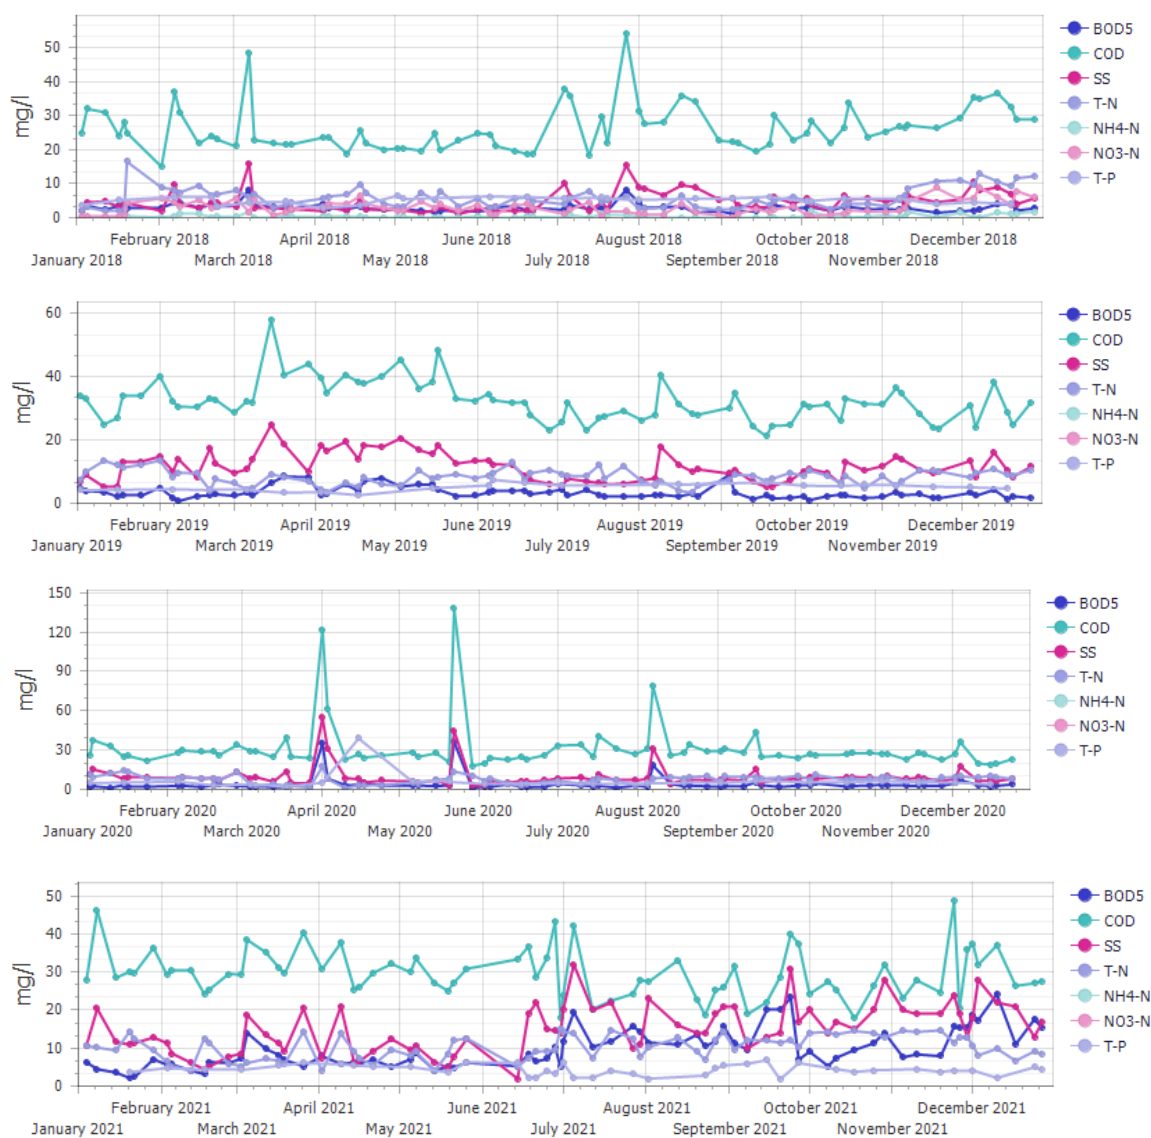 50
40
30
20
10
0
mg/l
February 2018 April 2018 June 2018 August 2018 October 2018 December 2018
January 2018 March 2018 May 2018 July 2018 September 2018 November 2018
BOD5
COD
SS
T-N
NH4-N
NO3-N
T-P
60
40
20
0
mg/l
February 2019 April 2019 June 2019 August 2019 October 2019 December 2019
January 2019 March 2019 May 2019 July 2019 September 2019 November 2019
BOD5
COD
SS
T-N
NH4-N
NO3-N
T-P
150
120
90
60
30
0
mg/l
February 2020 April 2020 June 2020 August 2020 October 2020 December 2020
January 2020 March 2020 May 2020 July 2020 September 2020 November 2020
BOD5
COD
SS
T-N
NH4-N
NO3-N
T-P
50
40
30
20
10
0
mg/l
February 2021 April 2021 June 2021 August 2021 October 2021 December 2021
January 2021 March 2021 May 2021 July 2021 September 2021 November 2021
BOD5
COD
SS
T-N
NH4-N
NO3-N
T-P